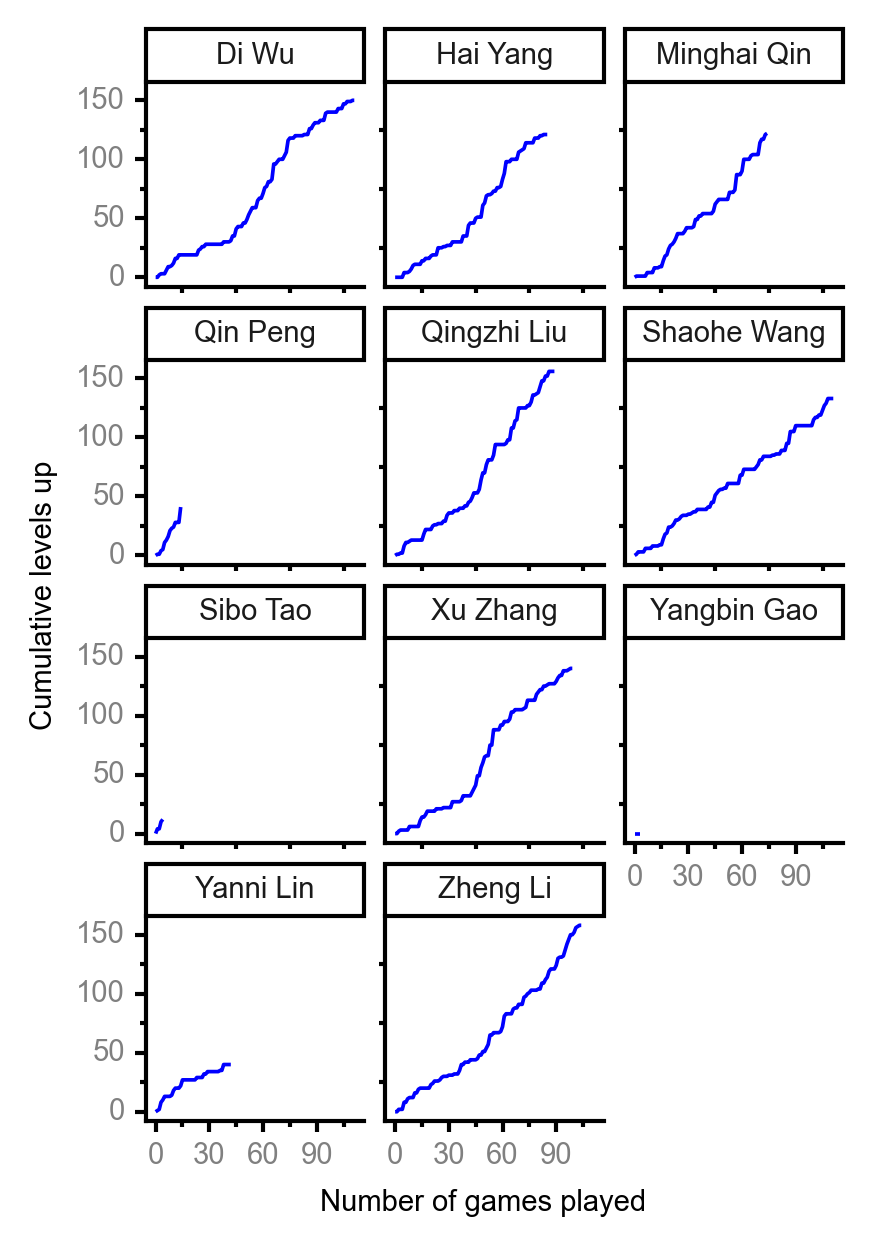 Di Wu
Hai Yang
Minghai Qin
150
100
50
0
Qin Peng
Qingzhi Liu
Shaohe Wang
150
100
50
0
Sibo Tao
Xu Zhang
Yangbin Gao
150
100
50
0
0 30 60 90
Yanni Lin
Zheng Li
150
100
50
0
0 30 60 90
0 30 60 90
Number of games played
Cumulative levels up